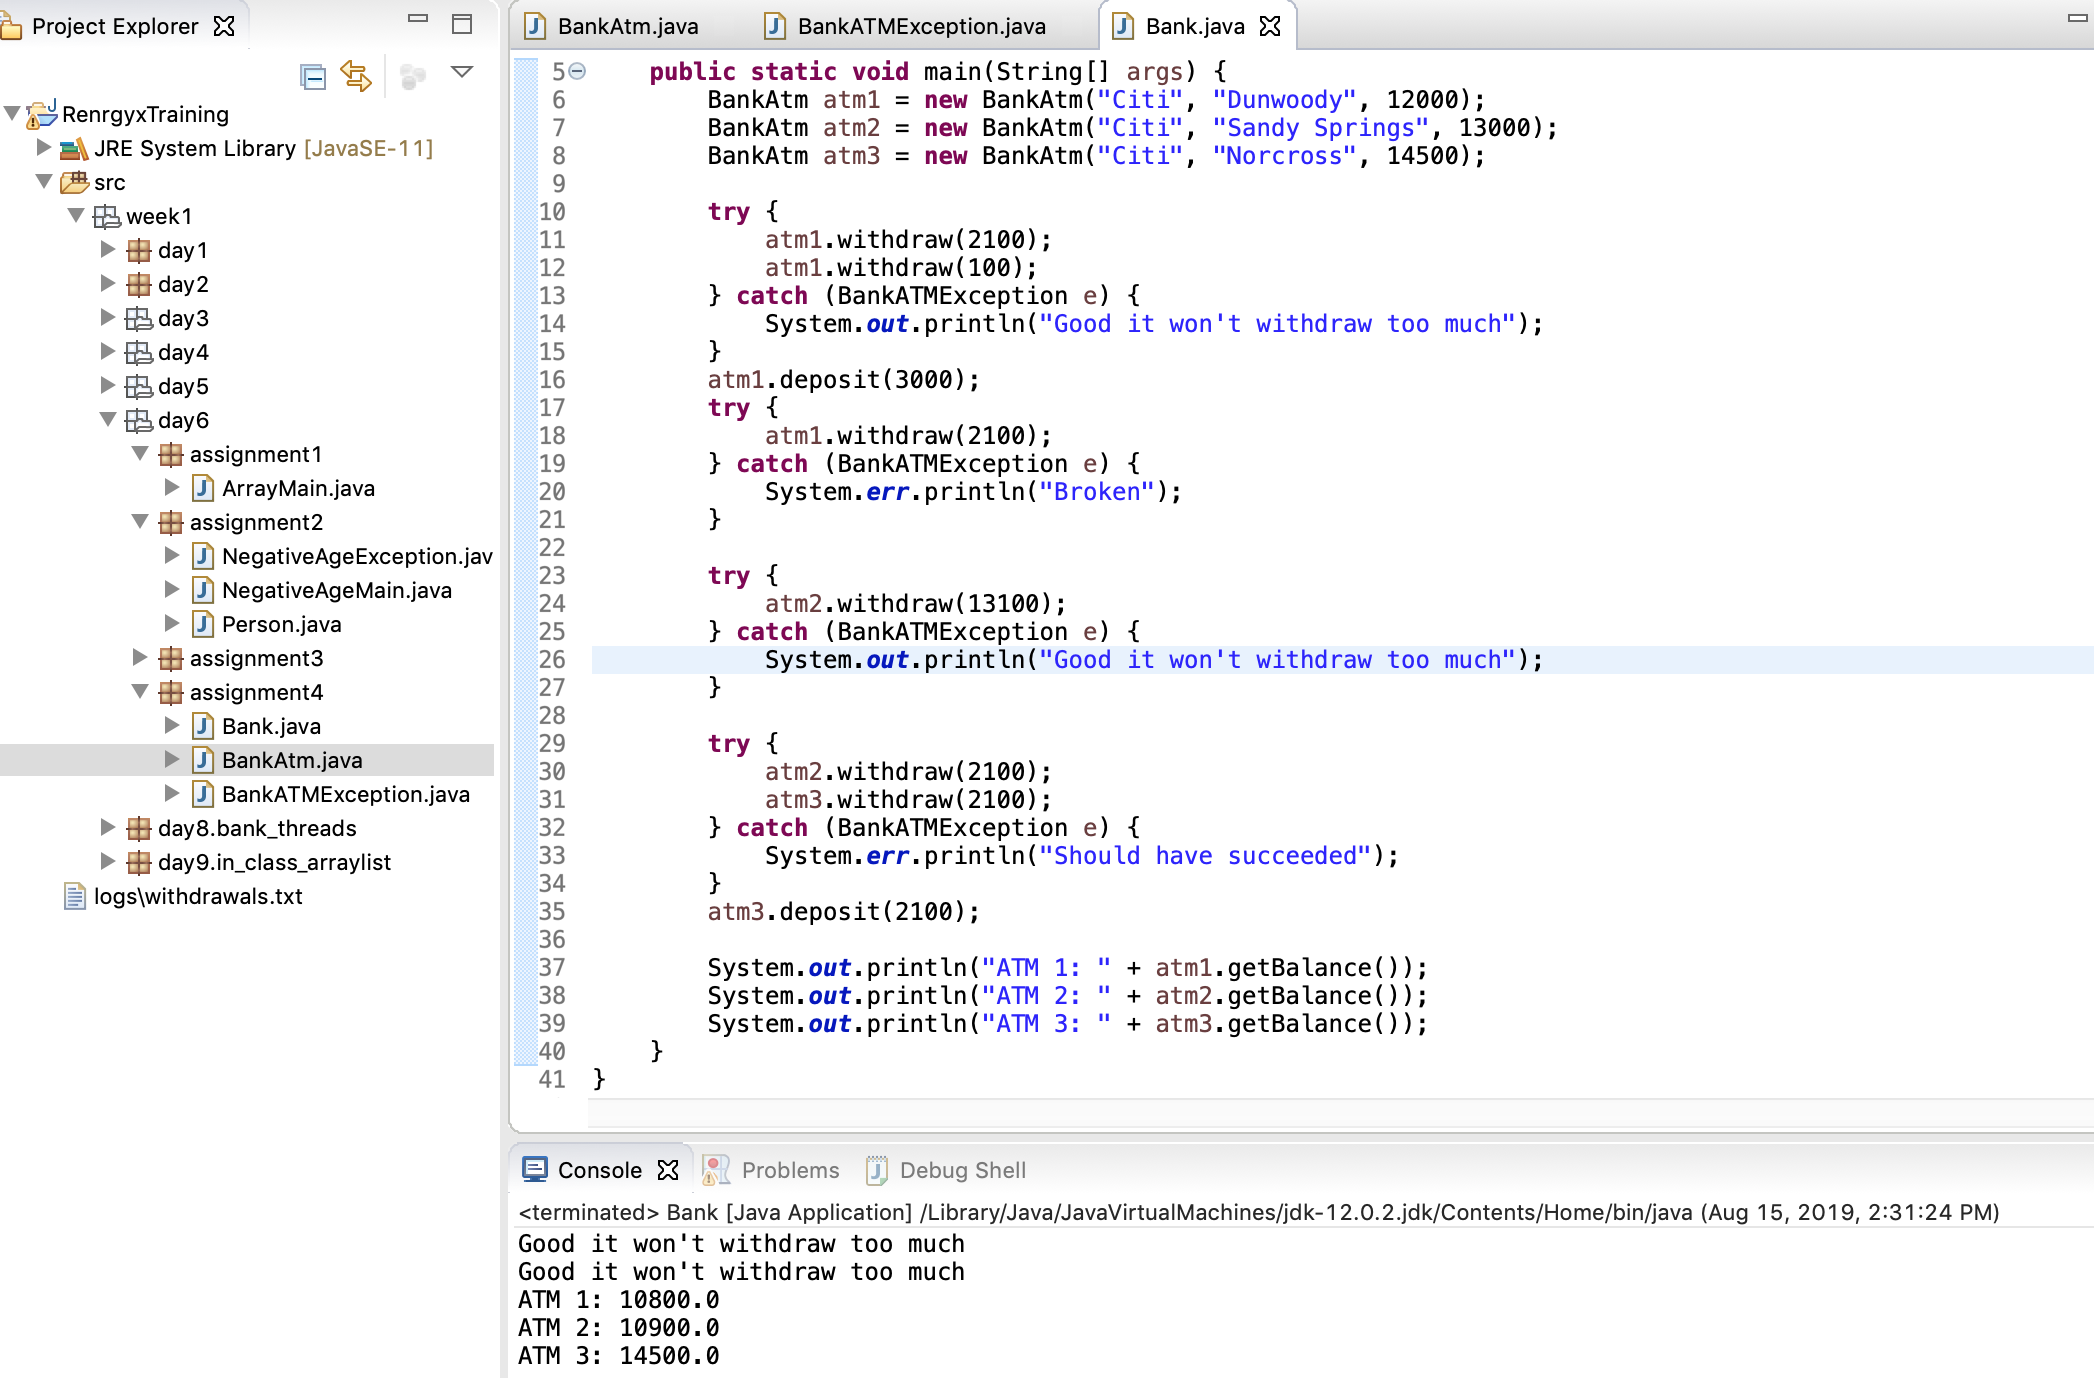 Project Explorer
RenrgyxTraining
JRE System Library [JavaSE-11]
src
week1
day1
day2
day3
day4
day5
day6
assignment1
ArrayMain.java
assignment2
NegativeAgeException.jav
NegativeAgeMain.java
Person.java
assignment3
assignment4
Bank.java
BankAtm.java
BankATMException.java
day8.bank_threads
day9.in_class_arraylist
logs\withdrawals.txt
BankAtm.java BankATMException.java Bank.java
5 public static void main(String[] args) {
6 BankAtm atm1 = new BankAtm("Citi", "Dunwoody", 12000);
7 BankAtm atm2 = new BankAtm("Citi", "Sandy Springs", 13000);
8 BankAtm atm3 = new BankAtm("Citi", "Norcross", 14500);
9
10 try {
11 atm1.withdraw(2100);
12 atm1.withdraw(100);
13 } catch (BankATMException e) {
14 System.out.println("Good it won't withdraw too much");
15 }
16 atm1.deposit(3000);
17 try {
18 atm1.withdraw(2100);
19 } catch (BankATMException e) {
20 System.err.println("Broken");
21 }
22
23 try {
24 atm2.withdraw(13100);
25 } catch (BankATMException e) {
26 System.out.println("Good it won't withdraw too much");
27 }
28
29 try {
30 atm2.withdraw(2100);
31 atm3.withdraw(2100);
32 } catch (BankATMException e) {
33 System.err.println("Should have succeeded");
34 }
35 atm3.deposit(2100);
36
37 System.out.println("ATM 1: " + atm1.getBalance());
38 System.out.println("ATM 2: " + atm2.getBalance());
39 System.out.println("ATM 3: " + atm3.getBalance());
40 }
41 }
Console Problems Debug Shell
<terminated> Bank [Java Application] /Library/Java/JavaVirtualMachines/jdk-12.0.2.jdk/Contents/Home/bin/java (Aug 15, 2019, 2:31:24 PM)
Good it won't withdraw too much
Good it won't withdraw too much
ATM 1: 10800.0
ATM 2: 10900.0
ATM 3: 14500.0